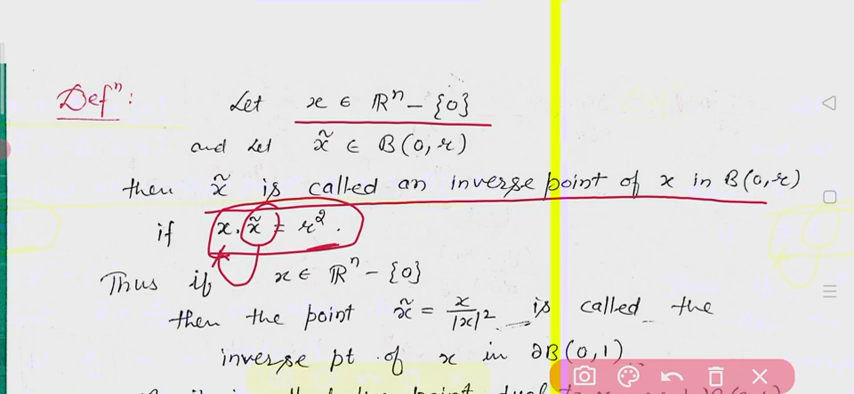 Defⁿ: Let x ∈ ℝⁿ – {0}
and Let x̃ ∈ B(0,r)
then x̃ is called an inverse point of x in B(0,r)
if x·x̃ = r².
Thus if x ∈ ℝⁿ – {0}
then the point x̃ = x/|x|² is called the
inverse pt of x in ∂B(0,1).